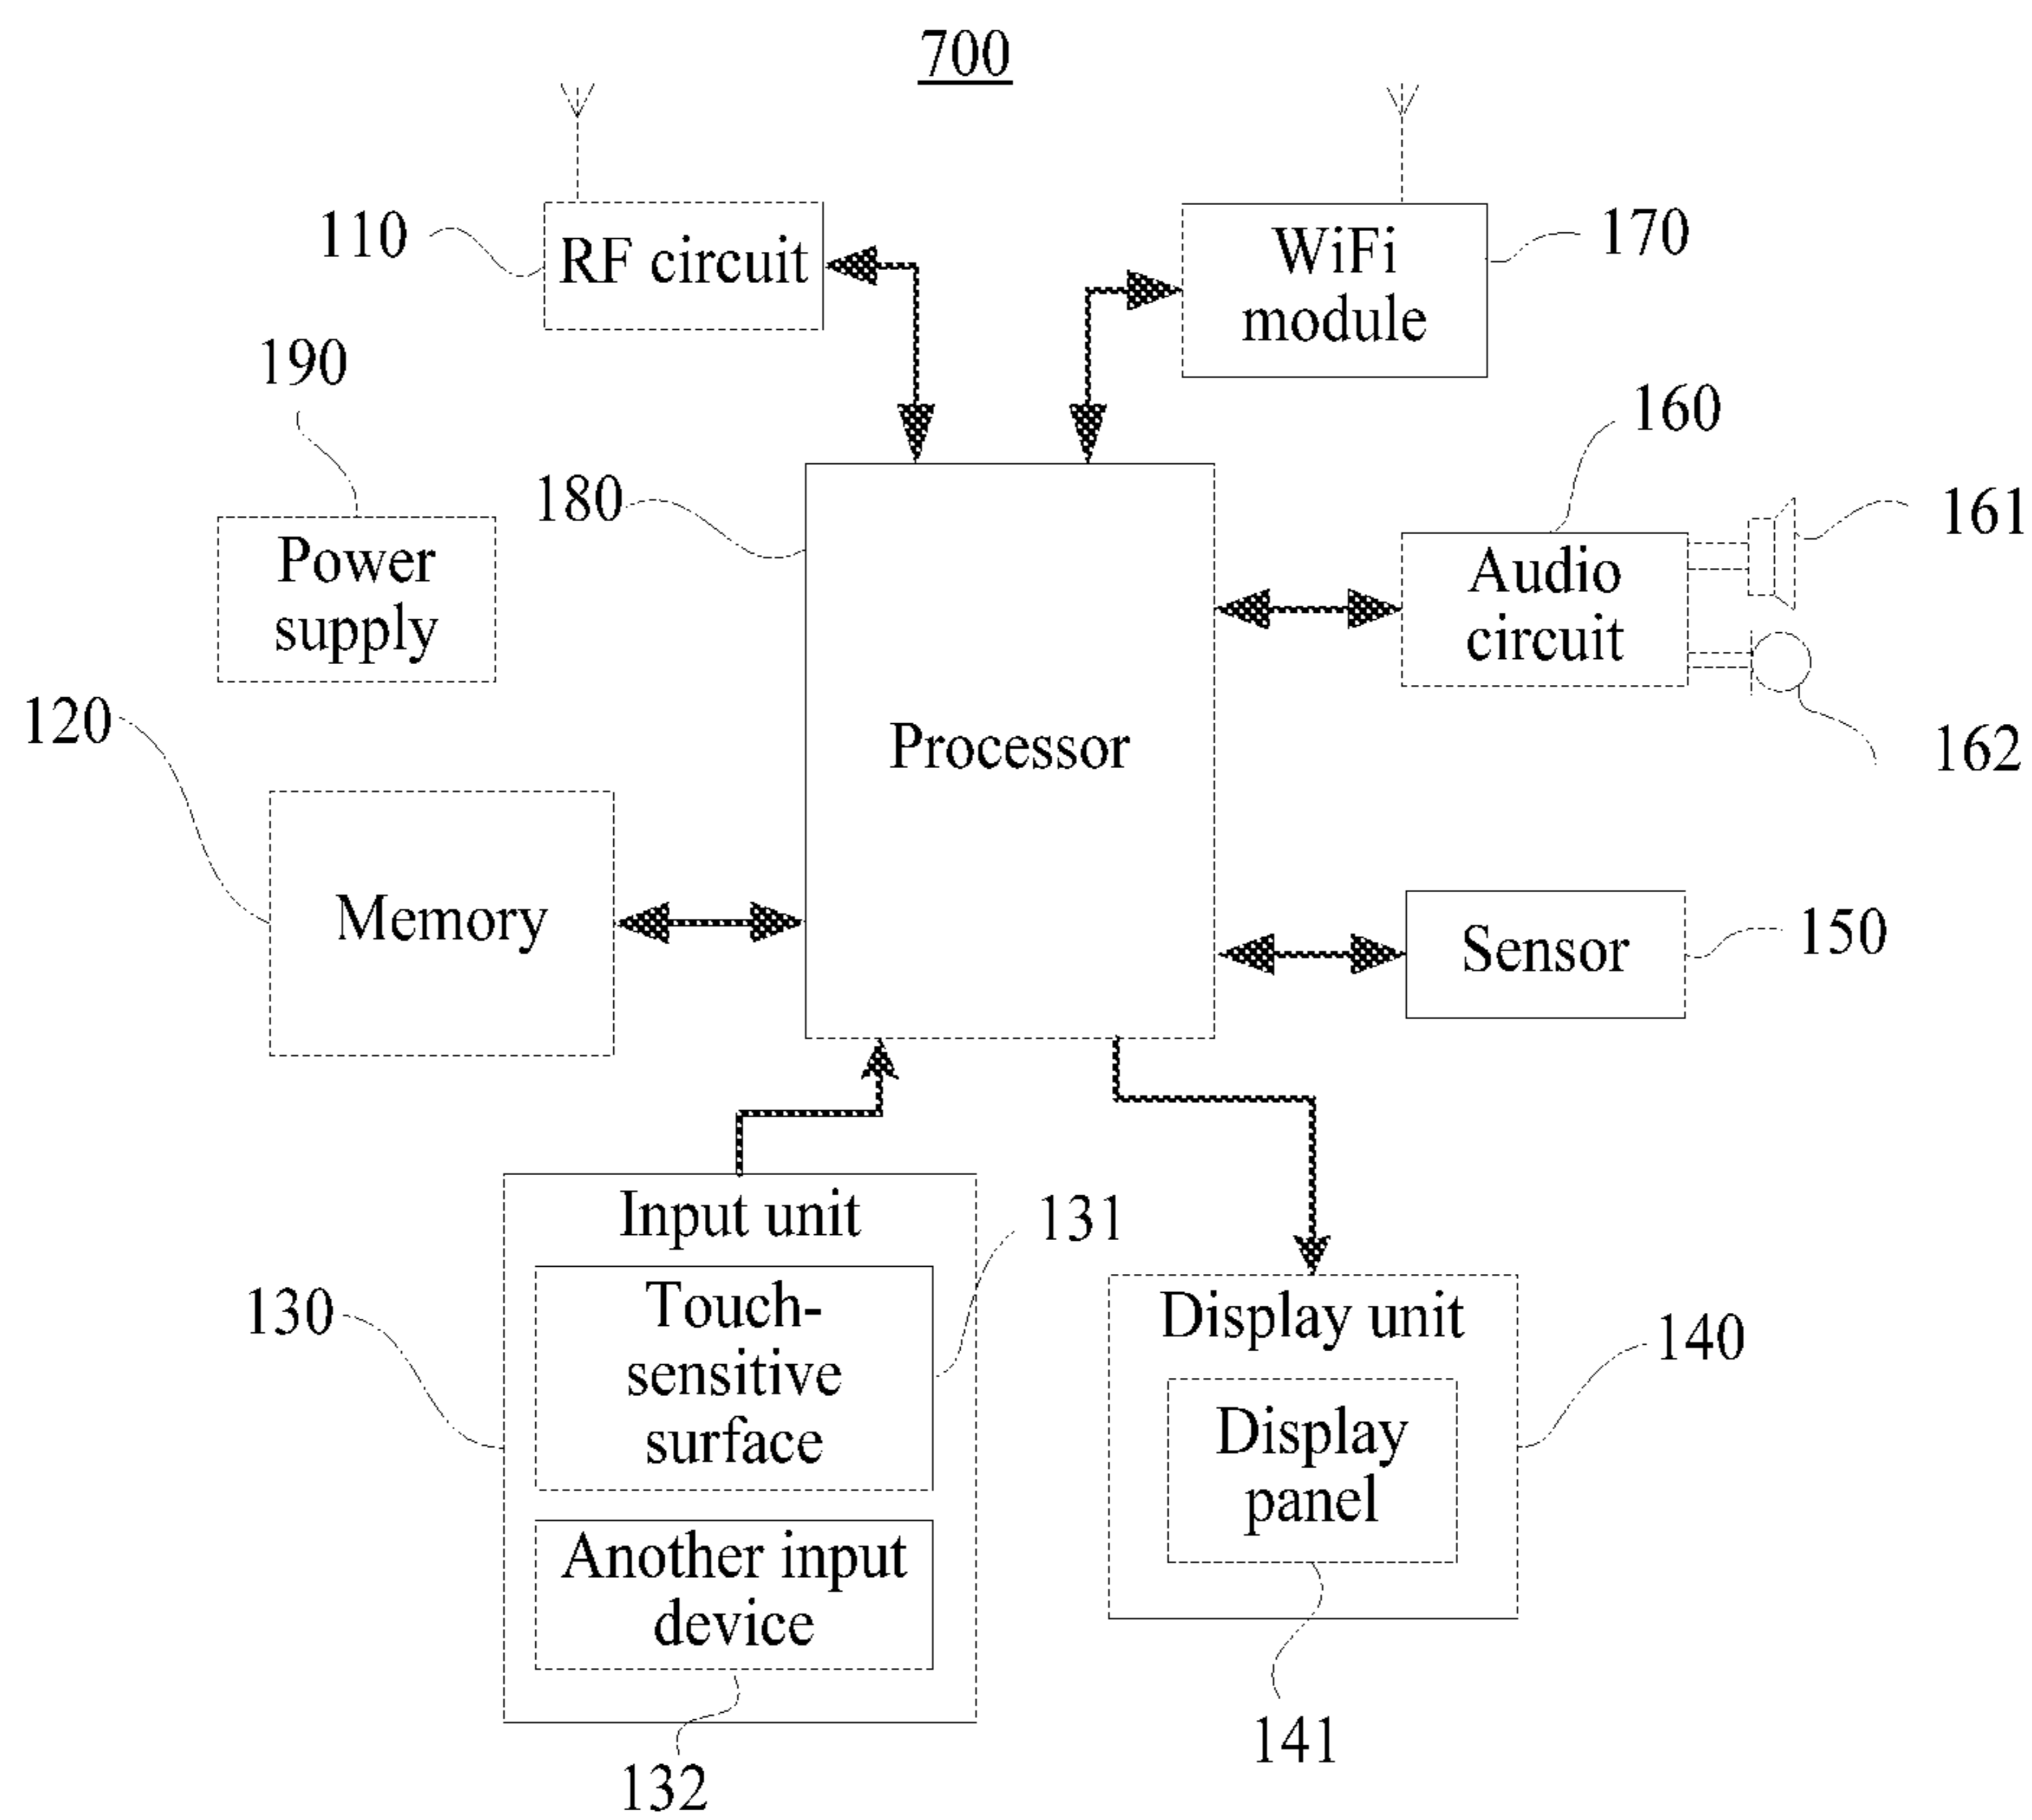 700
110
RF circuit
WiFi
module
170
190
160
180
161
Power
supply
Audio
circuit
120
Processor
162
Memory
Sensor
150
Input unit
131
130
Touch-
sensitive
surface
Display unit
140
Display
panel
Another input
device
141
132